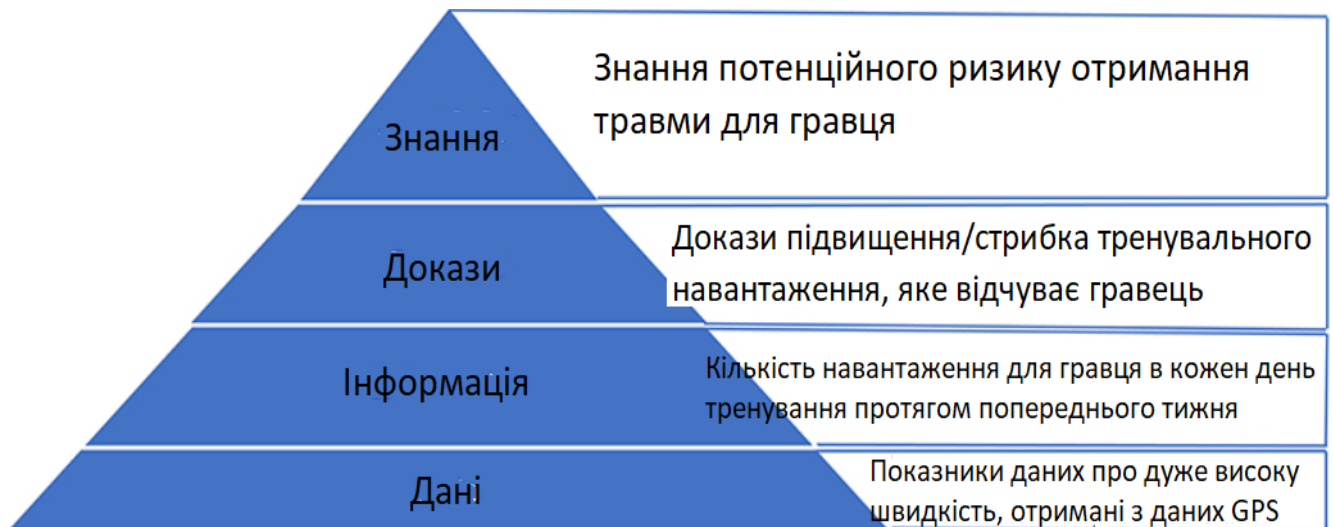 Знання
Знання потенційного ризику отримання
травми для гравця
Докази
Докази підвищення/стрибка тренувального
навантаження, яке відчуває гравець
Інформація
Кількість навантаження для гравця в кожен день
тренування протягом попереднього тижня
Дані
Показники даних про дуже високу
швидкість, отримані з даних GPS